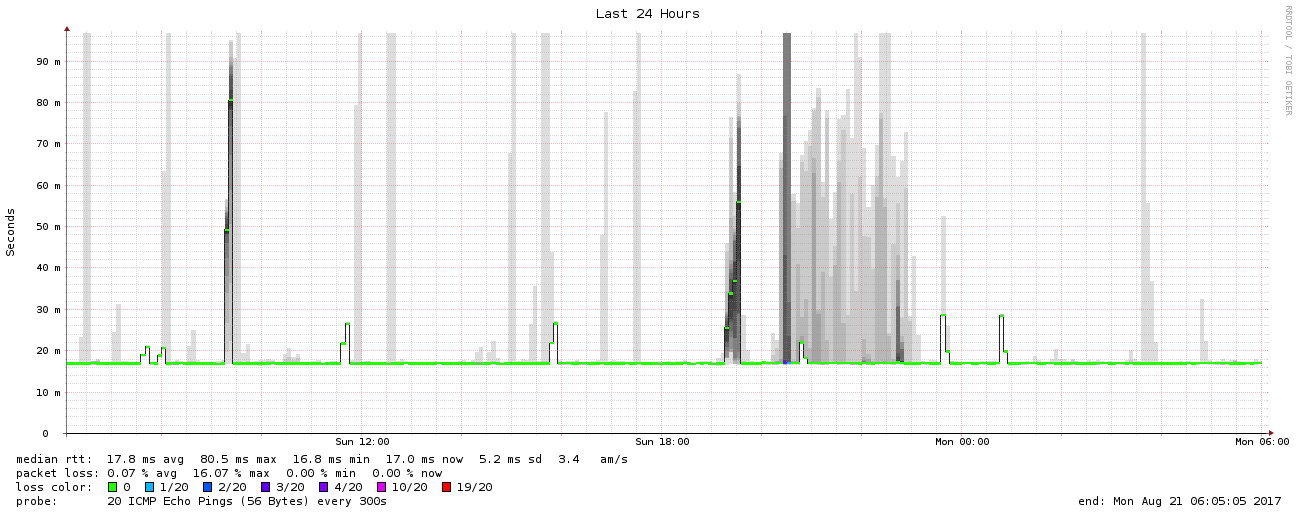 Last 24 Hours
RRDTOOL / TOBI OETIKER
Seconds
90 m
80 m
70 m
60 m
50 m
40 m
30 m
20 m
10 m
0
Sun 12:00 Sun 18:00 Mon 00:00 Mon 06:00
median rtt: 17.8 ms avg 80.5 ms max 16.8 ms min 17.0 ms now 5.2 ms sd 3.4 am/s
packet loss: 0.07 % avg 16.07 % max 0.00 % min 0.00 % now
loss color: 0 1/20 2/20 3/20 4/20 10/20 19/20
probe: 20 ICMP Echo Pings (56 Bytes) every 300s end: Mon Aug 21 06:05:05 2017